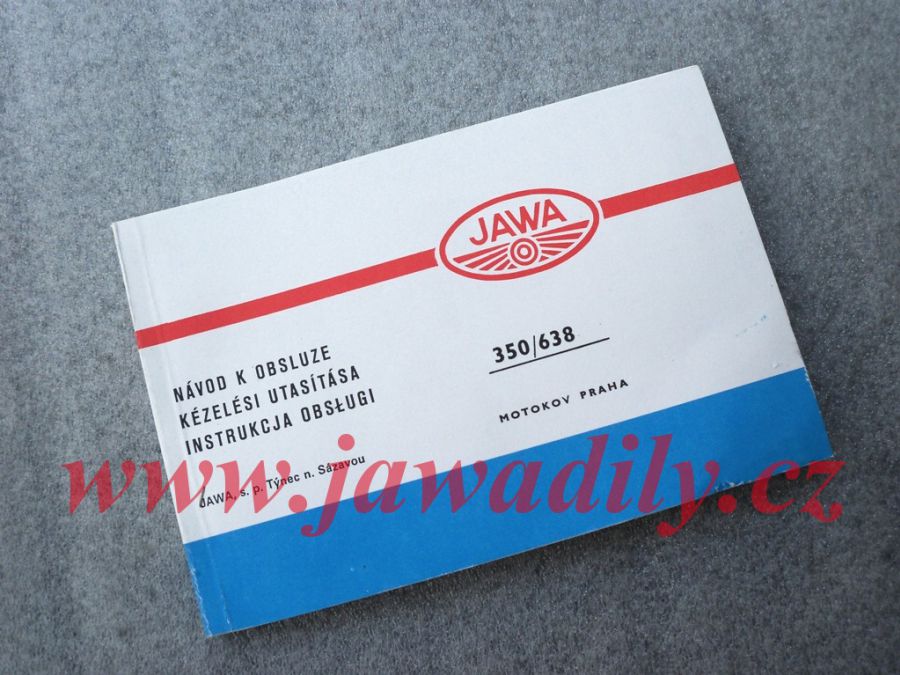 JAWA
350/638
MOTOKOV PRAHA
NÁVOD K OBSLUZE
KÉZELÉSI UTASÍTÁSA
INSTRUKCJA OBSŁUGI
JAWA, s. p. Týnec n. Sázavou
www.jawadily.cz